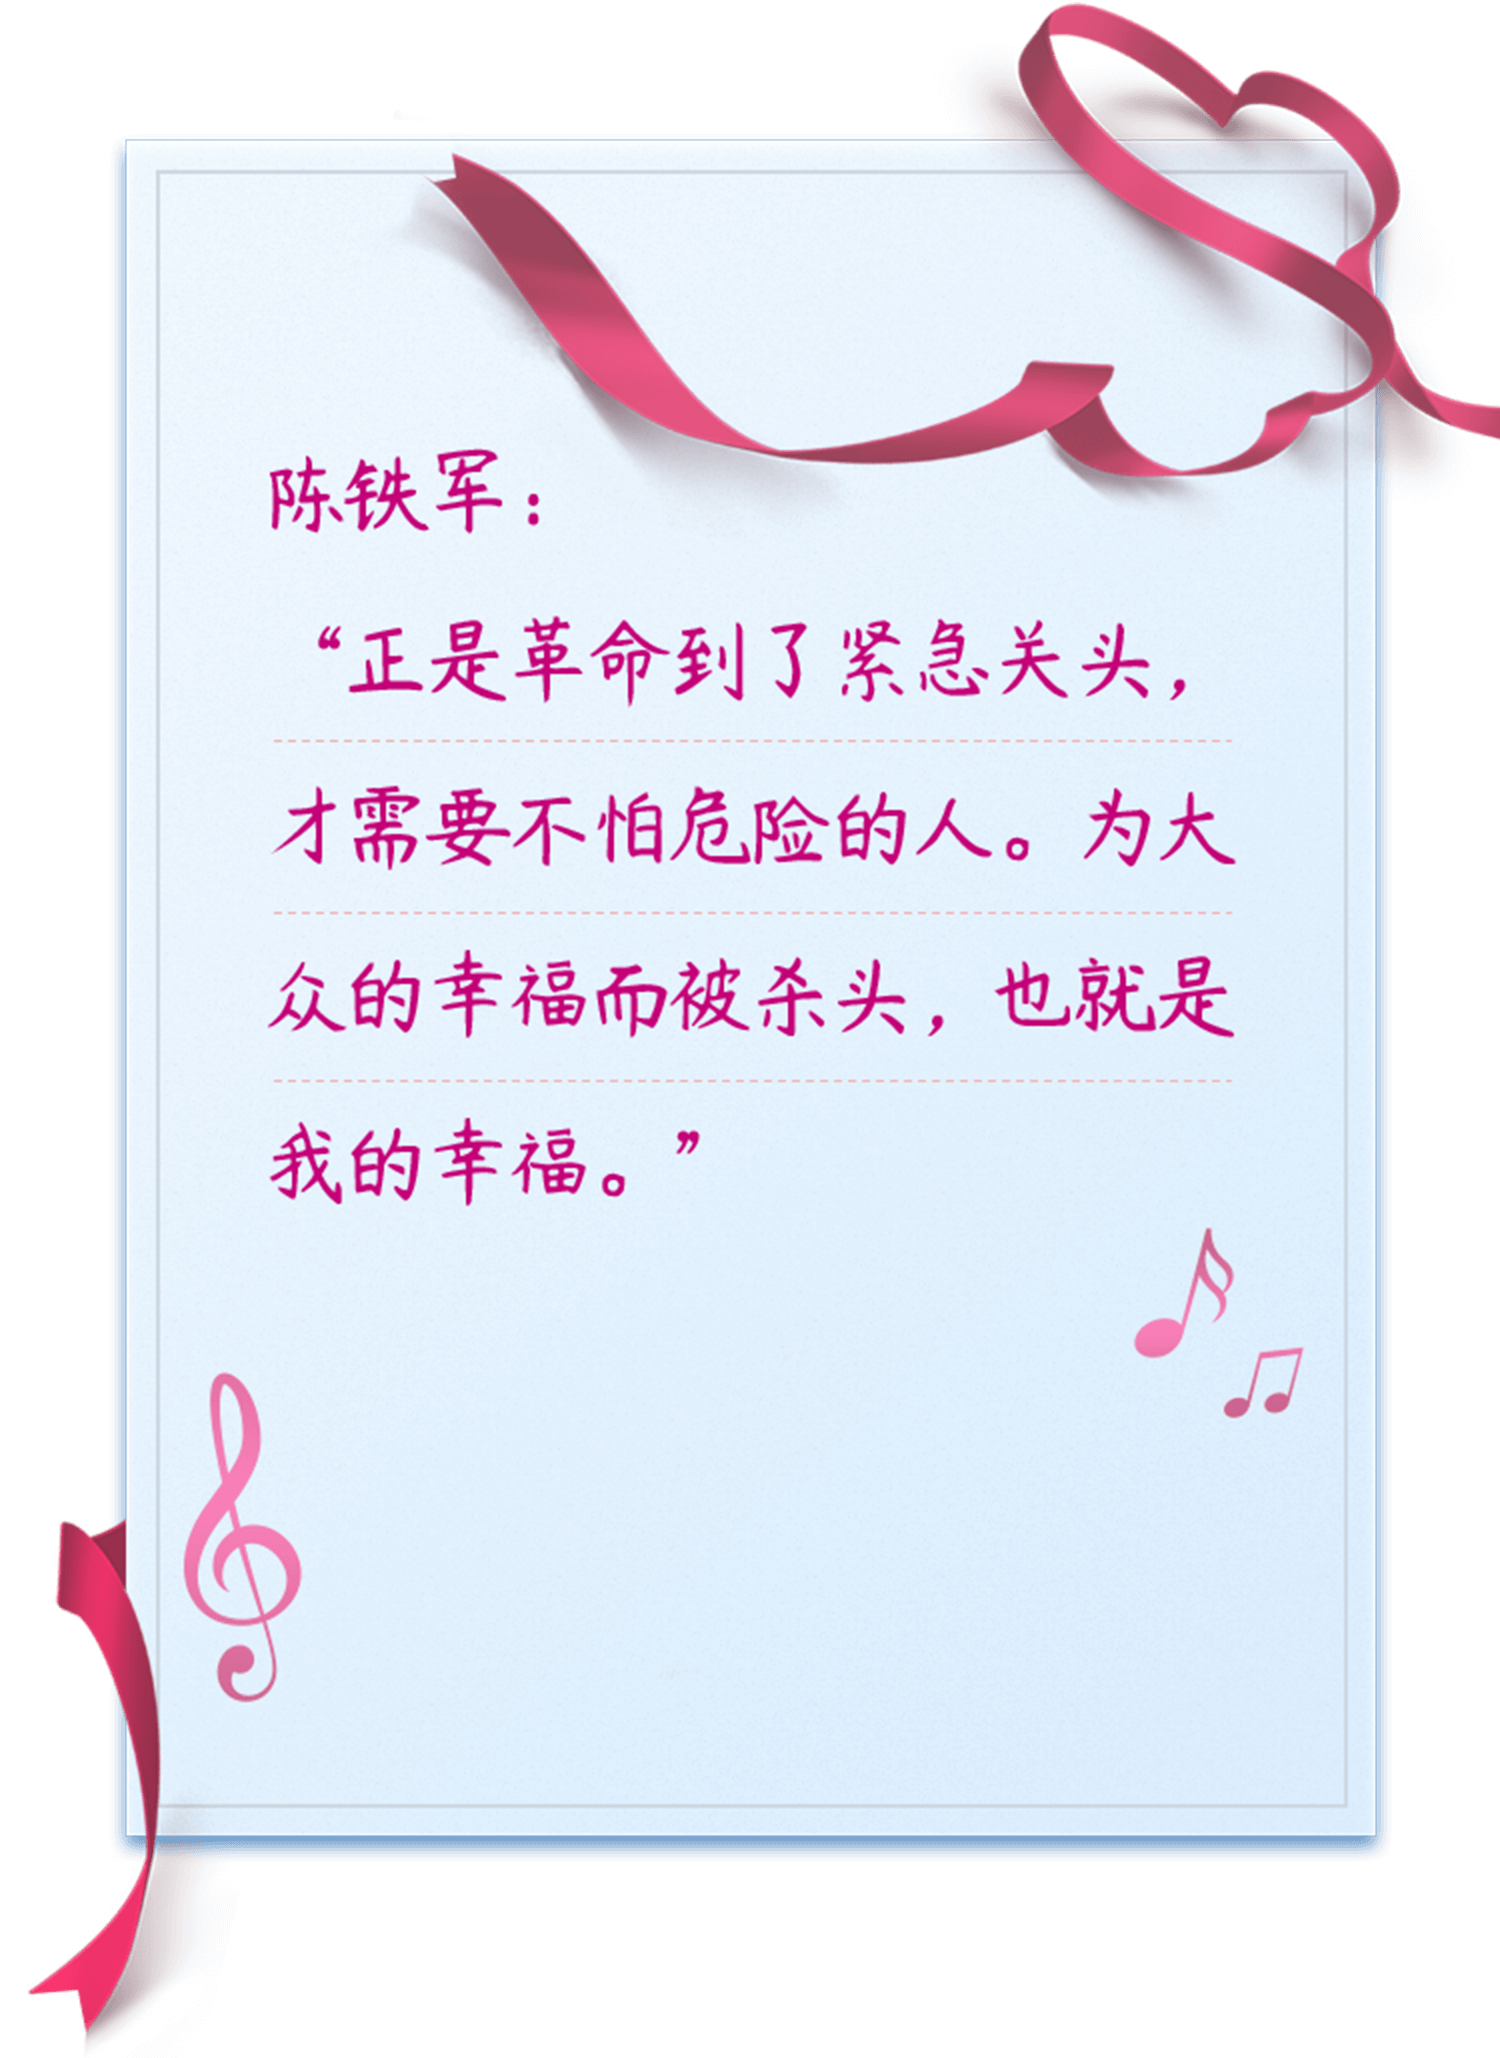 陈铁军：
“正是革命到了紧急关头，
才需要不怕危险的人。为大
众的幸福而被杀头，也就是
我的幸福。”